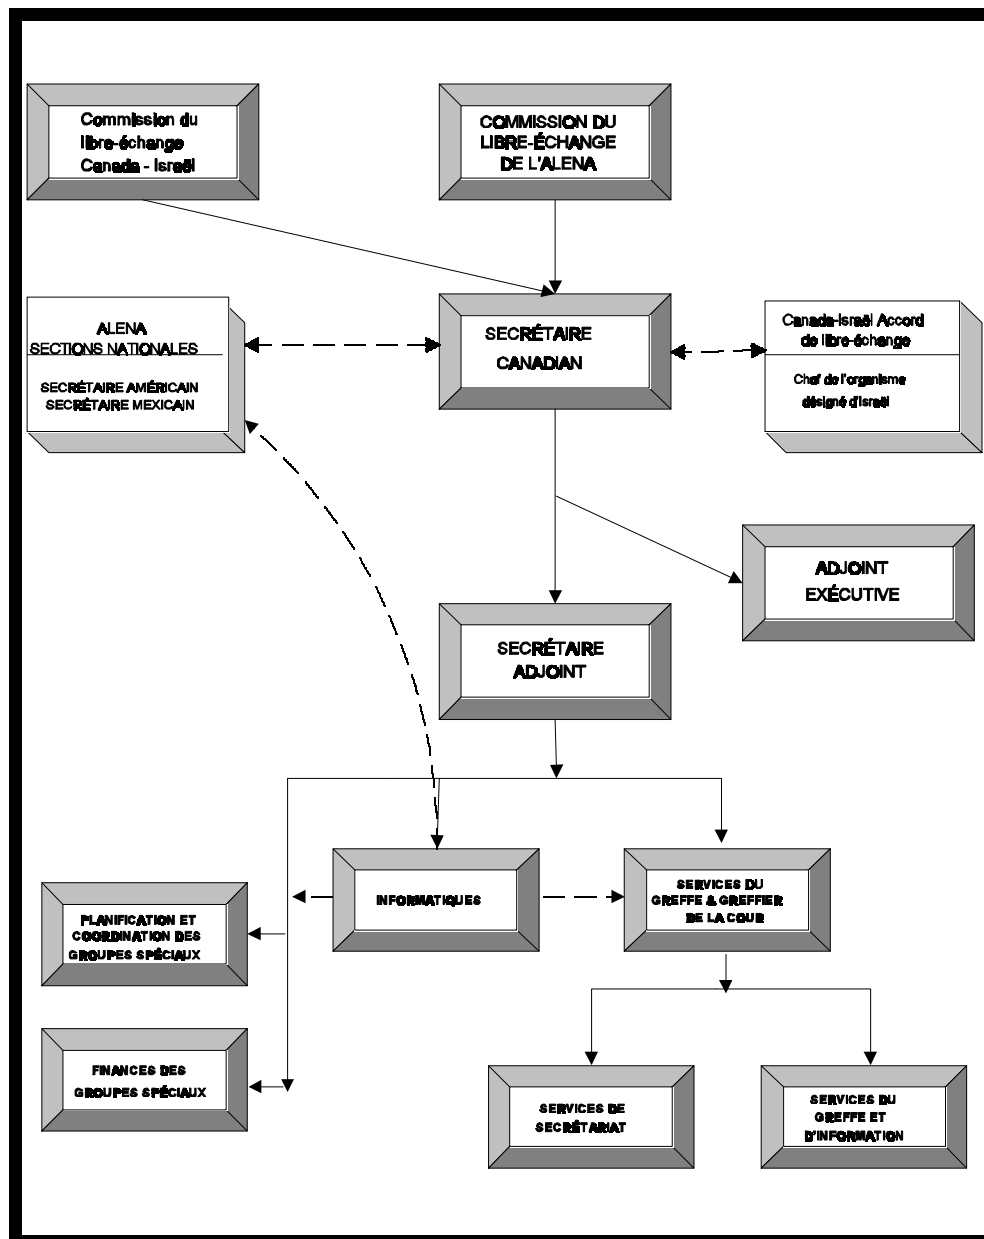 Commission du
libre-échange
Canada - Israël
COMMISSION DU
LIBRE-ÉCHANGE
DE L'ALENA
ALENA
SECTIONS NATIONALES
SECRÉTAIRE AMÉRICAIN
SECRÉTAIRE MEXICAIN
SECRÉTAIRE
CANADIAN
Canada-Israël Accord
de libre-échange
Chef de l'organisme
désigné d'Israël
ADJOINT
EXÉCUTIVE
SECRÉTAIRE
ADJOINT
INFORMATIQUES
SERVICES DU
GREFFE & GREFFIER
DE LA COUR
PLANIFICATION ET
COORDINATION DES
GROUPES SPÉCIAUX
FINANCES DES
GROUPES SPÉCIAUX
SERVICES DE
SECRÉTARIAT
SERVICES DU
GREFFE ET
D'INFORMATION